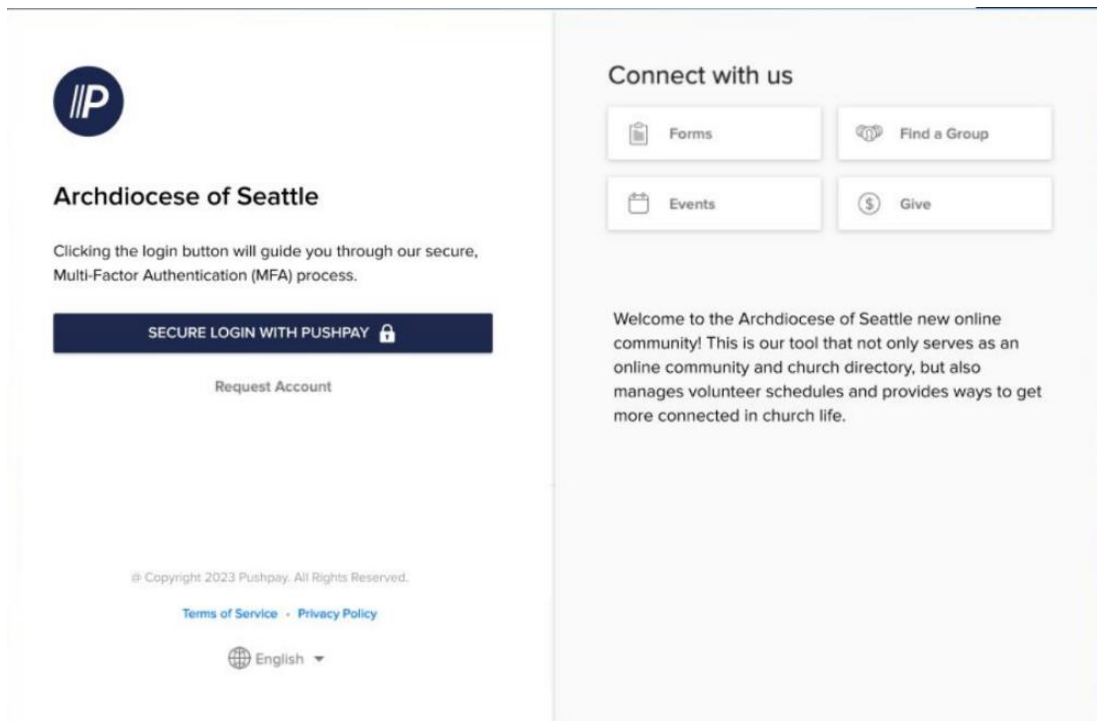 P
Archdiocese of Seattle
Clicking the login button will guide you through our secure,
Multi-Factor Authentication (MFA) process.
SECURE LOGIN WITH PUSHPAY
Request Account
@ Copyright 2023 Pushpay. All Rights Reserved.
Terms of Service - Privacy Policy
English
Connect with us
Forms
Find a Group
Events
$ Give
Welcome to the Archdiocese of Seattle new online
community! This is our tool that not only serves as an
online community and church directory, but also
manages volunteer schedules and provides ways to get
more connected in church life.